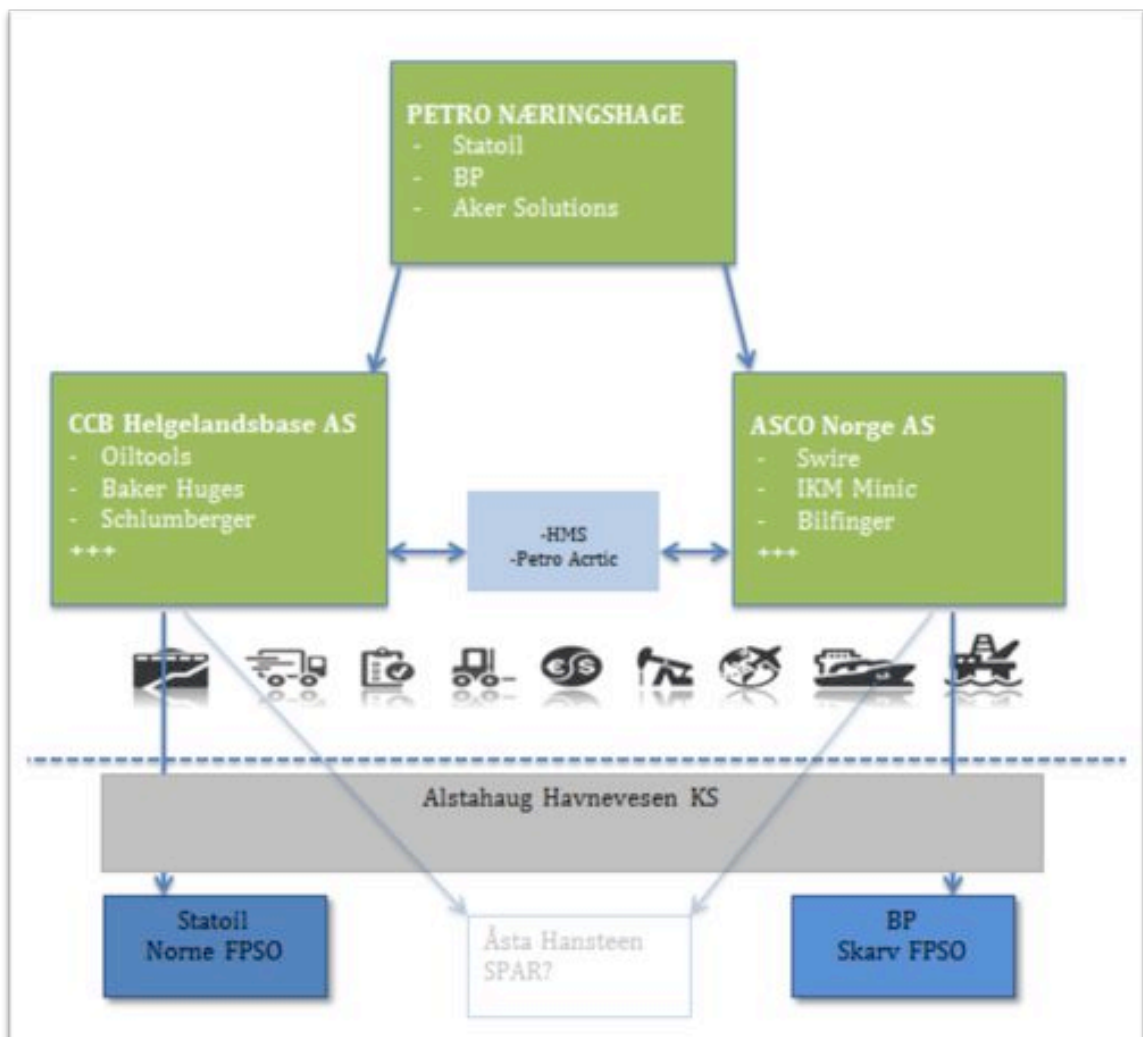 PETRO NÆRINGSHAGE
- Statoil
- BP
- Aker Solutions
CCB Helgelandsbase AS
- Oiltools
- Baker Huges
- Schlumberger
+++
-HMS
-Petro Acrtic
ASCO Norge AS
- Swire
- IKM Minic
- Bilfinger
+++
Alstahaug Havnevesen KS
Statoil
Norne FPSO
Åsta Hansteen
SPAR?
BP
Skarv FPSO